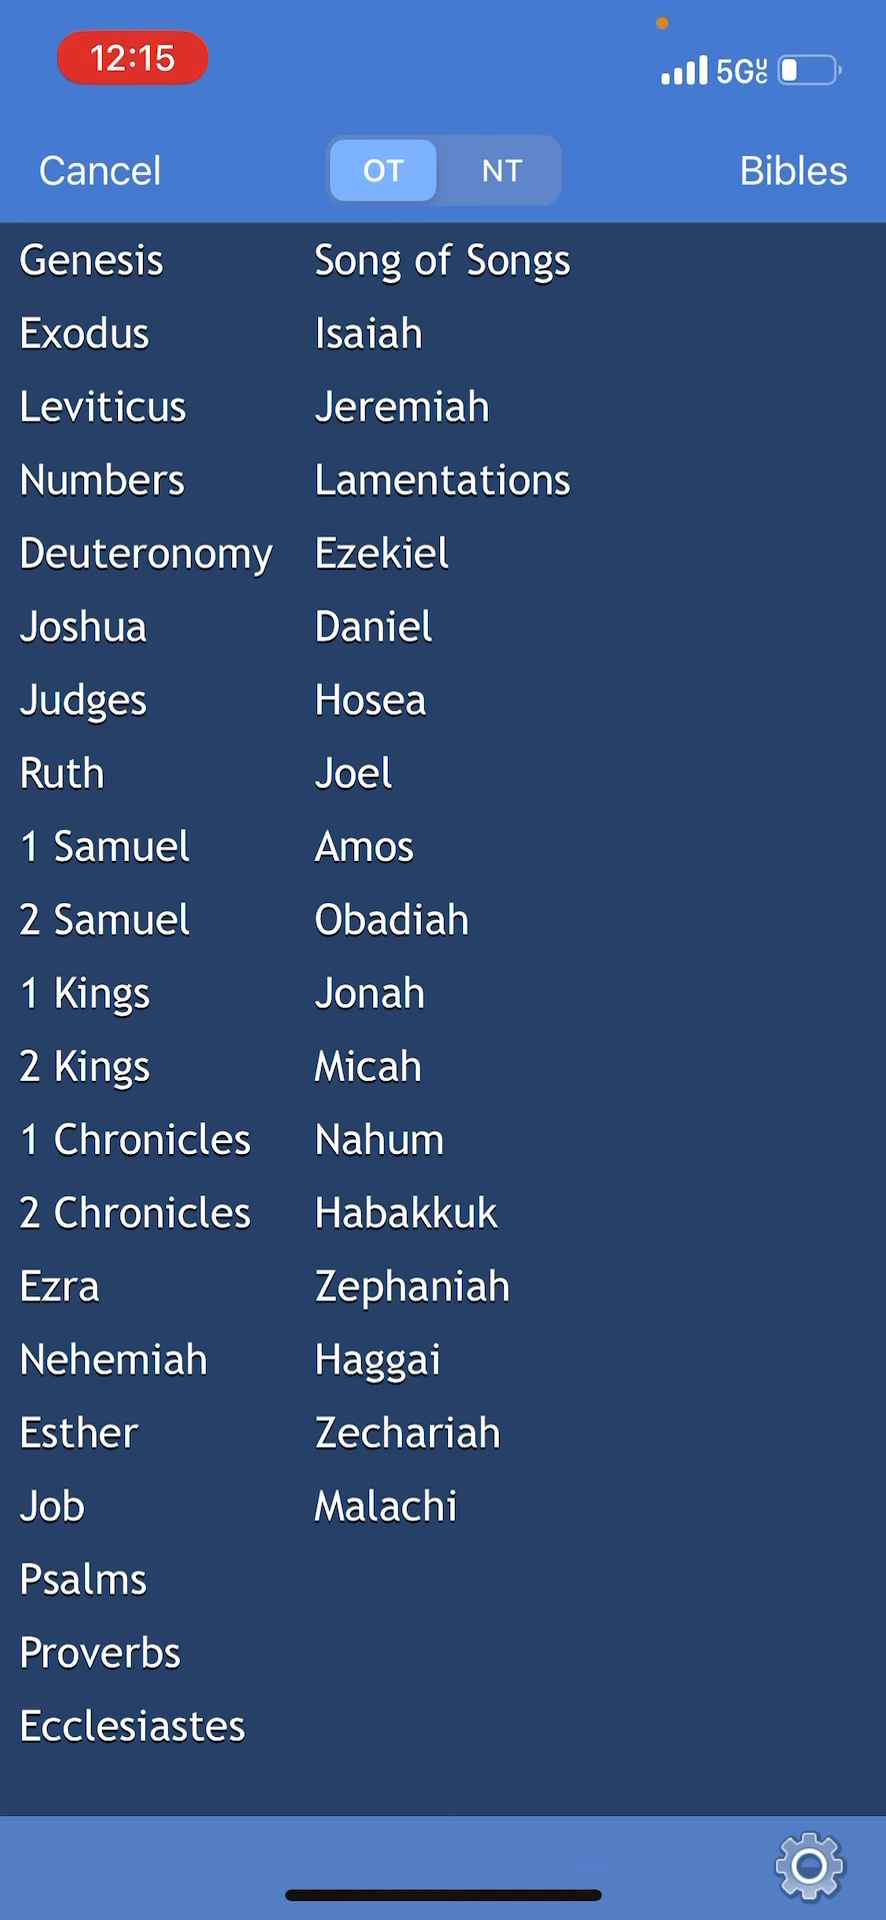 12:15
5GUC
Cancel
OT
NT
Bibles
Genesis
Exodus
Leviticus
Numbers
Deuteronomy
Joshua
Judges
Ruth
1 Samuel
2 Samuel
1 Kings
2 Kings
1 Chronicles
2 Chronicles
Ezra
Nehemiah
Esther
Job
Psalms
Proverbs
Ecclesiastes
Song of Songs
Isaiah
Jeremiah
Lamentations
Ezekiel
Daniel
Hosea
Joel
Amos
Obadiah
Jonah
Micah
Nahum
Habakkuk
Zephaniah
Haggai
Zechariah
Malachi